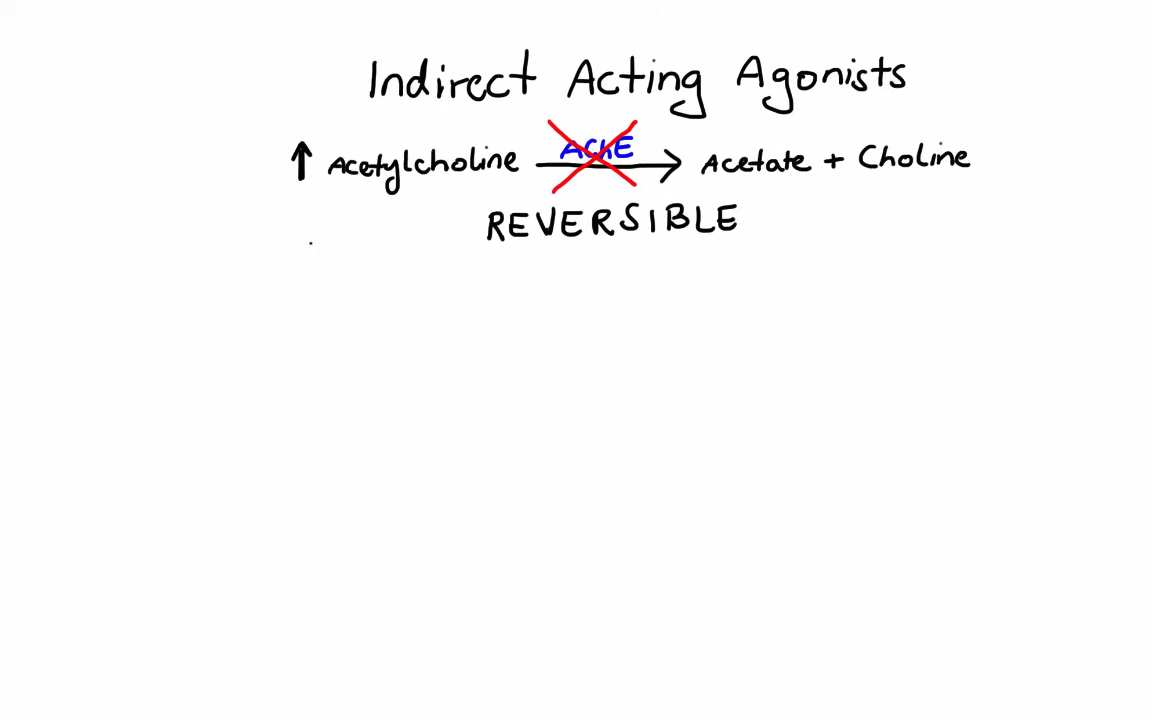 Indirect Acting Agonists
AChE
↑ Acetylcholine → Acetate + Choline
REVERSIBLE